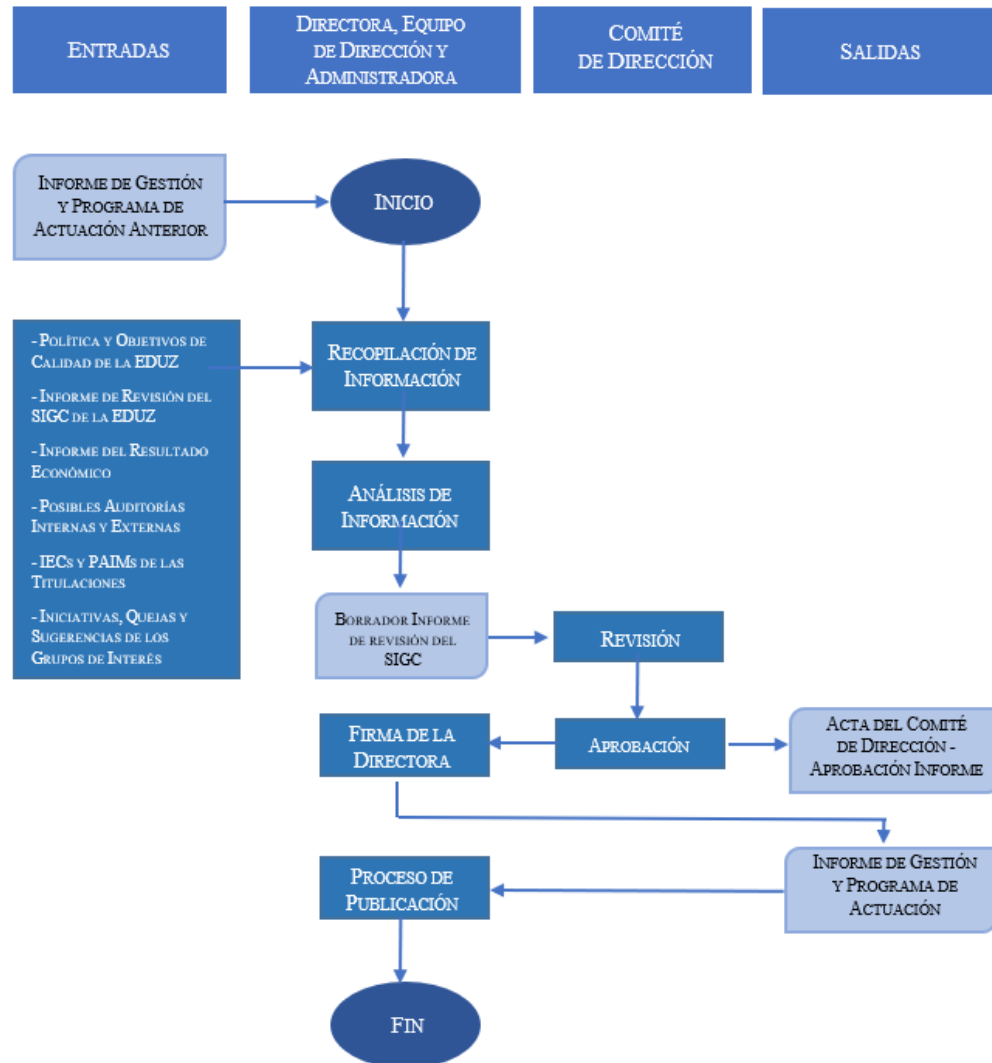 ENTRADAS
DIRECTORA, EQUIPO
DE DIRECCIÓN Y
ADMINISTRADORA
COMITÉ
DE DIRECCIÓN
SALIDAS
INFORME DE GESTIÓN
Y PROGRAMA DE
ACTUACIÓN ANTERIOR
INICIO
- POLÍTICA Y OBJETIVOS DE
CALIDAD DE LA EDUZ
- INFORME DE REVISIÓN DEL
SIGC DE LA EDUZ
- INFORME DEL RESULTADO
ECONÓMICO
- POSIBLES AUDITORÍAS
INTERNAS Y EXTERNAS
- IECS Y PAIMS DE LAS
TITULACIONES
- INICIATIVAS, QUEJAS Y
SUGERENCIAS DE LOS
GRUPOS DE INTERÉS
RECOPILACIÓN DE
INFORMACIÓN
ANÁLISIS DE
INFORMACIÓN
BORRADOR INFORME
DE REVISIÓN DEL
SIGC
REVISIÓN
FIRMA DE LA
DIRECTORA
APROBACIÓN
ACTA DEL COMITÉ
DE DIRECCIÓN -
APROBACIÓN INFORME
PROCESO DE
PUBLICACIÓN
INFORME DE GESTIÓN
Y PROGRAMA DE
ACTUACIÓN
FIN